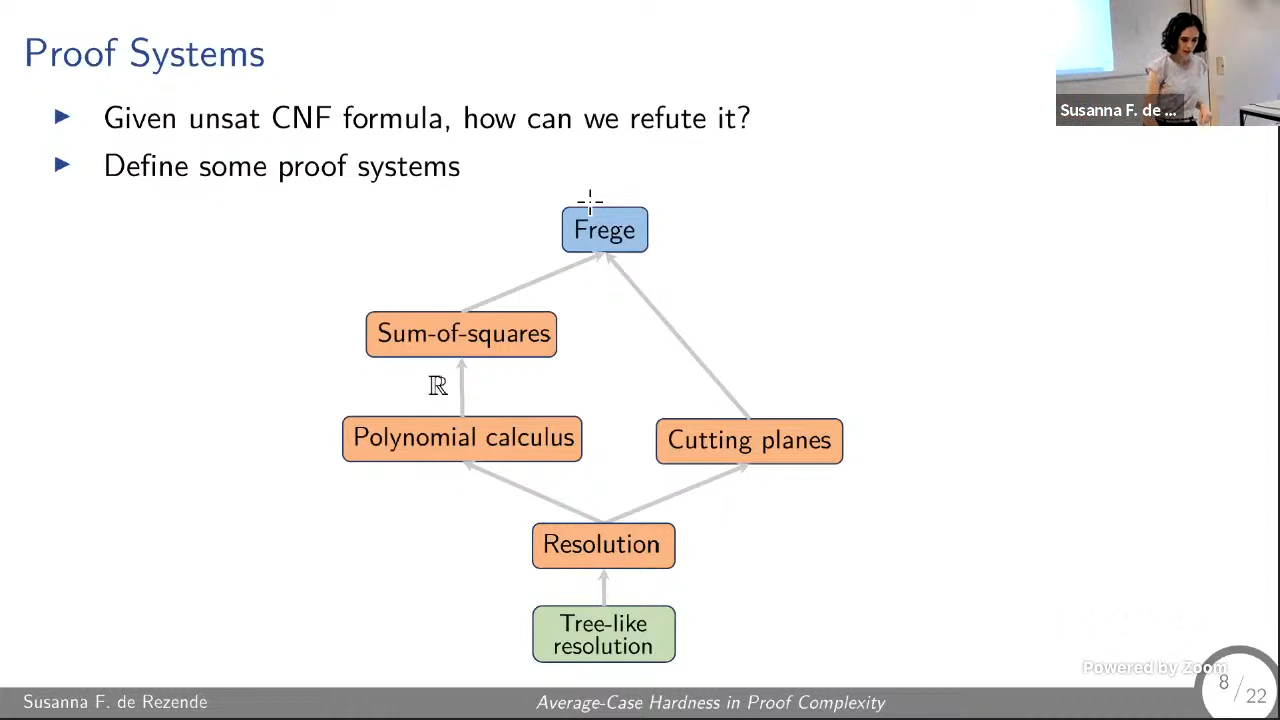 Proof Systems
Susanna F. de ...
Given unsat CNF formula, how can we refute it?
Define some proof systems
Frege
Sum-of-squares
ℝ
Polynomial calculus
Cutting planes
Resolution
Tree-like
resolution
Powered by Zoom
Susanna F. de Rezende
Average-Case Hardness in Proof Complexity
8/22